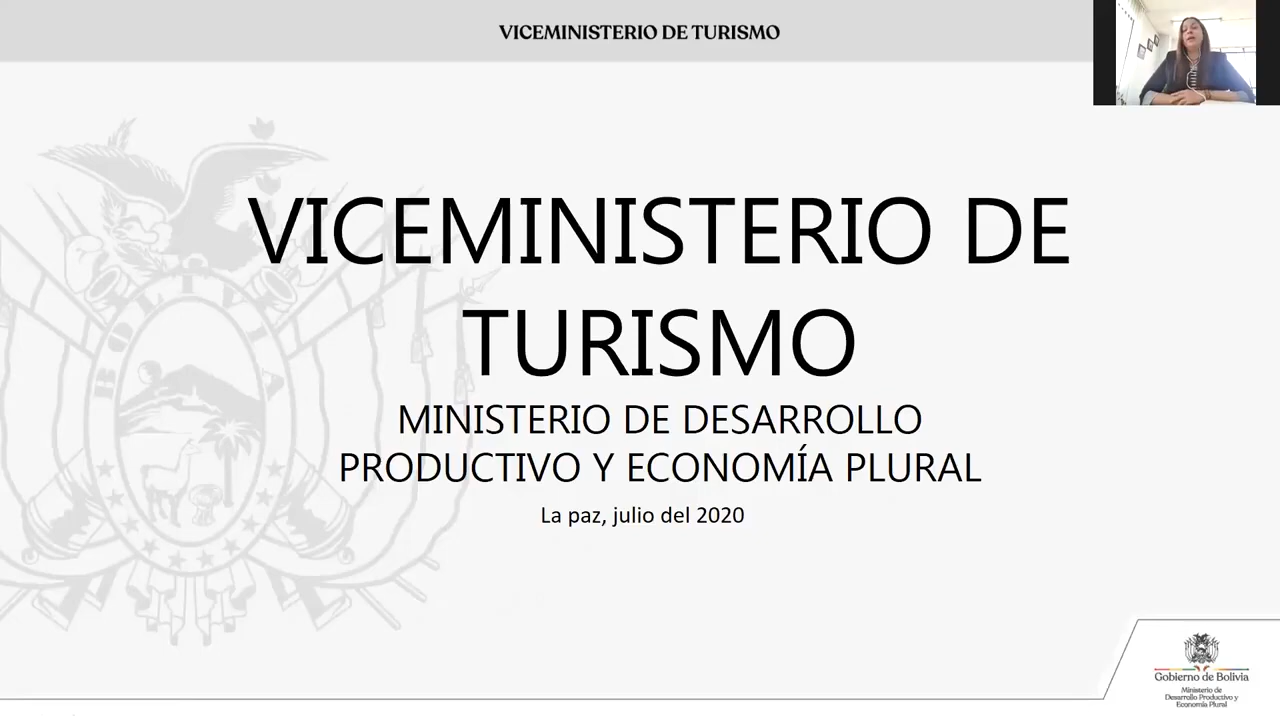 VICEMINISTERIO DE TURISMO
VICEMINISTERIO DE
TURISMO
MINISTERIO DE DESARROLLO
PRODUCTIVO Y ECONOMÍA PLURAL
La paz, julio del 2020
BOLIVIA
Gobierno de Bolivia
Ministerio de
Desarrollo Productivo y
Economía Plural